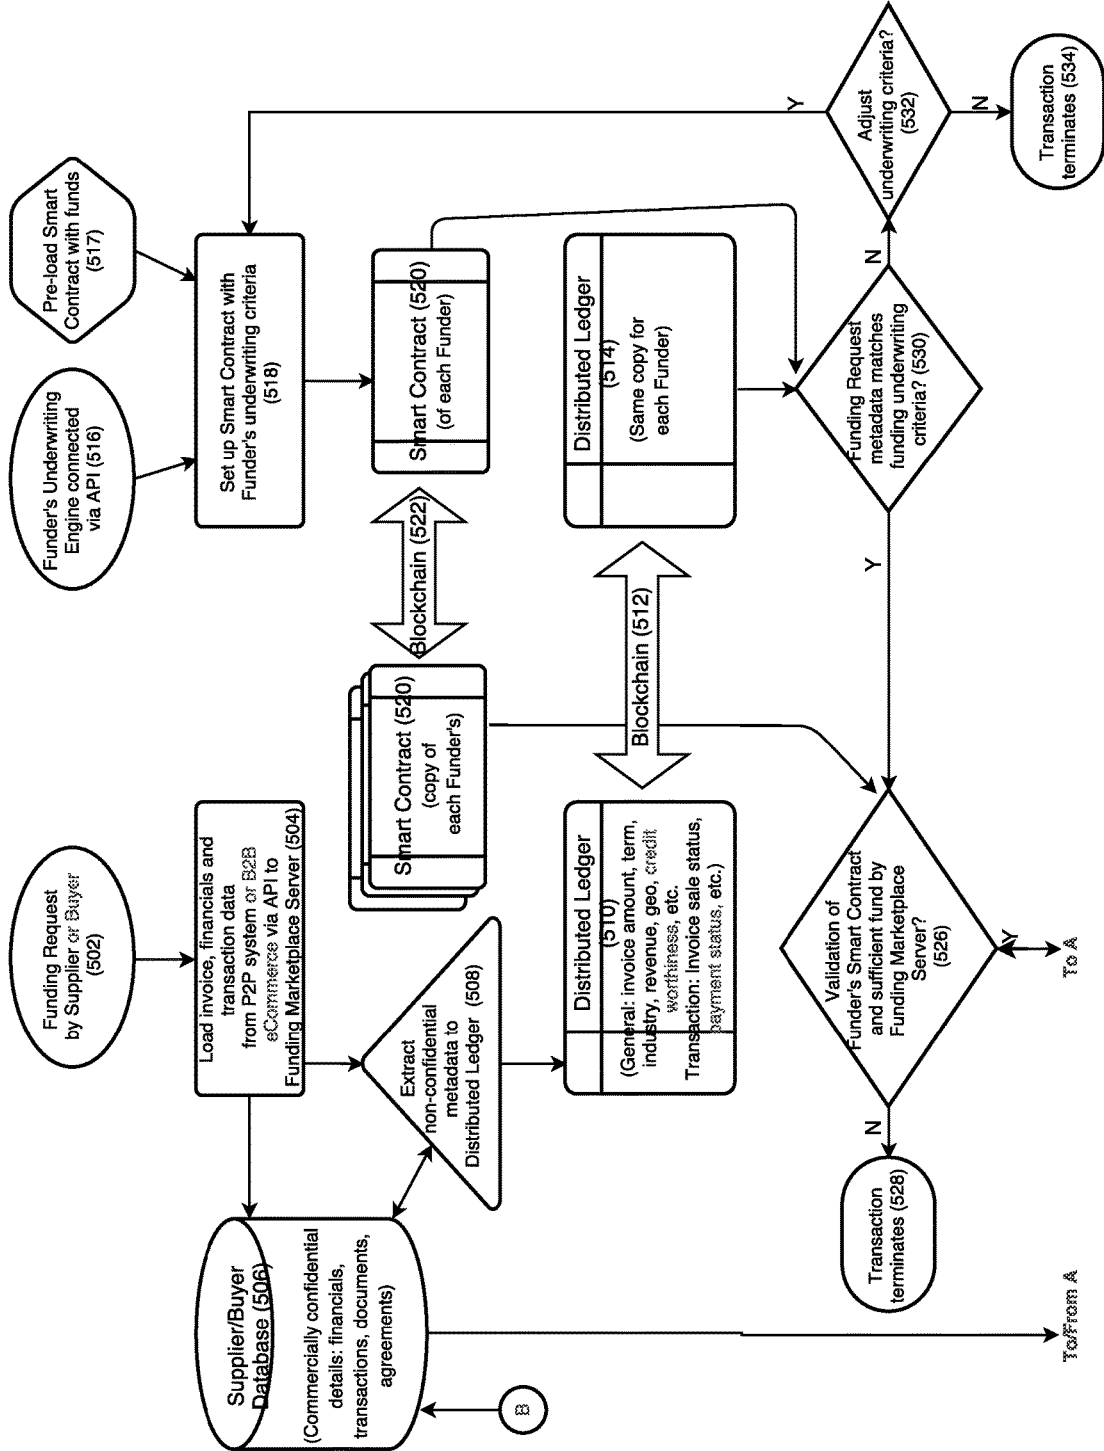 Funding Request
by Supplier or Buyer
(502)
Funder's Underwriting
Engine connected
via API (516)
Pre-load Smart
Contract with funds
(517)
Load invoice, financials and
transaction data
from P2P system or B2B
eCommerce via API to
Funding Marketplace Server (504)
Set up Smart Contract with
Funder's underwriting criteria
(518)
Supplier/Buyer
Database (506)
(Commercially confidential
details: financials,
transactions, documents,
agreements)
Extract
non-confidential
metadata to
Distributed Ledger (508)
Smart Contract (520)
(copy of
each Funder's)
Blockchain (522)
Smart Contract (520)
(of each Funder)
B
Distributed Ledger
(510)
(General: invoice amount, term,
industry, revenue, geo, credit
worthiness, etc.
Transaction: Invoice sale status,
payment status, etc.)
Blockchain (512)
Distributed Ledger
(514)
(Same copy for
each Funder)
Transaction
terminates (528)
N
Validation of
Funder's Smart Contract
and sufficient fund by
Funding Marketplace
Server?
(526)
Y
Y
Funding Request
metadata matches
funding underwriting
criteria? (530)
N
Adjust
underwriting criteria?
(532)
Y
N
Transaction
terminates (534)
To/From A
To A